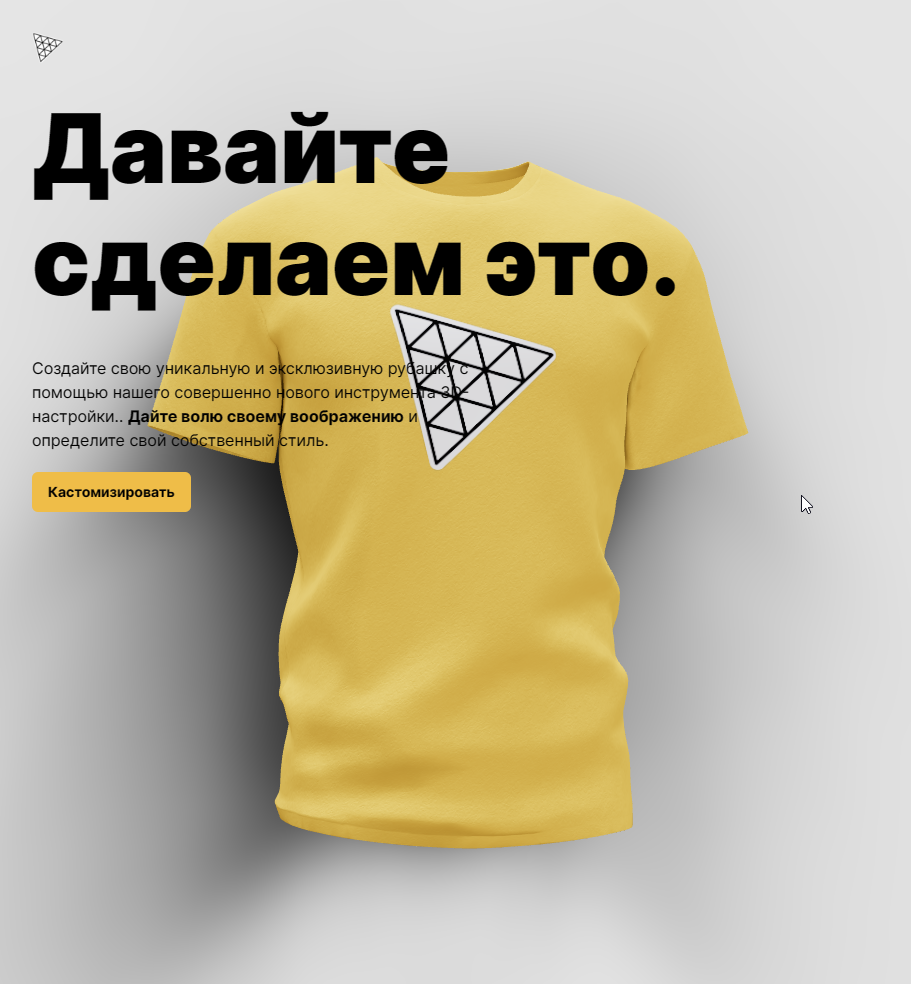 Давайте
сделаем это.
Создайте свою уникальную и эксклюзивную рубашку с
помощью нашего совершенно нового инструмента 3D-
настройки.. Дайте волю своему воображению и
определите свой собственный стиль.
Кастомизировать